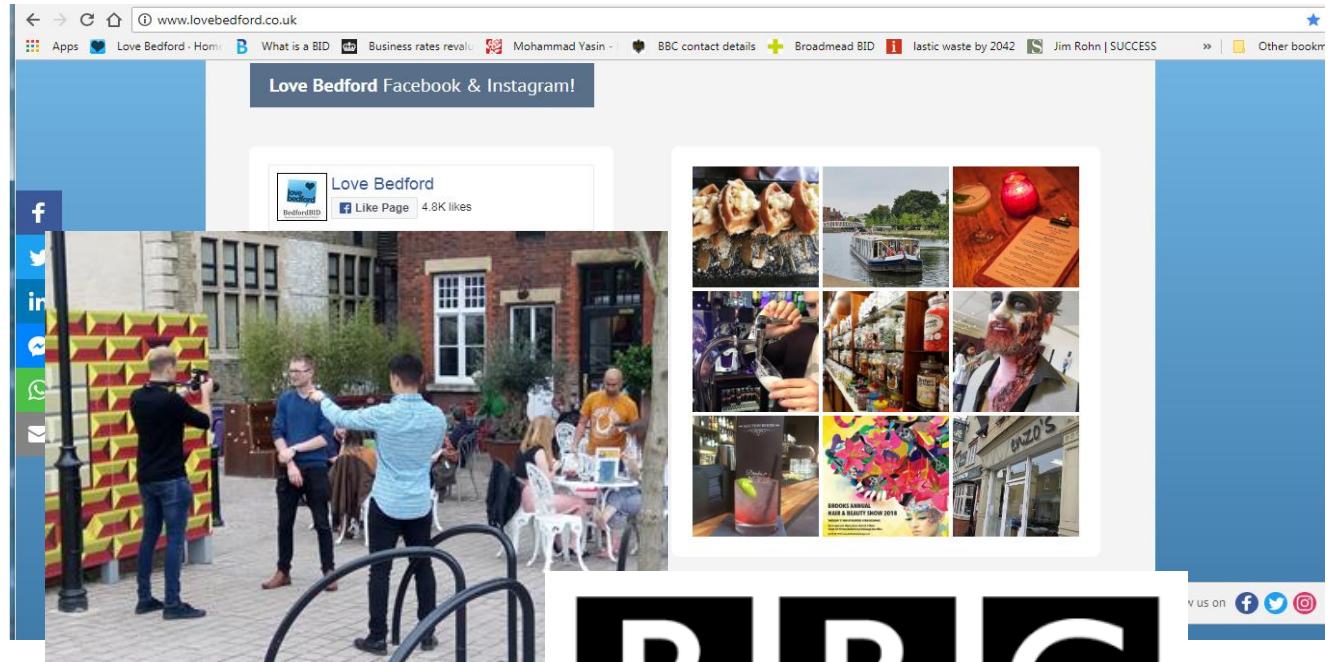 www.lovebedford.co.uk
Apps Love Bedford - Hom What is a BID Business rates revalu Mohammad Yasin - BBC contact details Broadmead BID lastic waste by 2042 Jim Rohn | SUCCESS » Other bookm
Love Bedford Facebook & Instagram!
love bedford
BedfordBID
Love Bedford
Like Page 4.8K likes
ENZO'S
BROOKS ANNUAL
HAIR & BEAUTY SHOW 2018
w us on
BBC